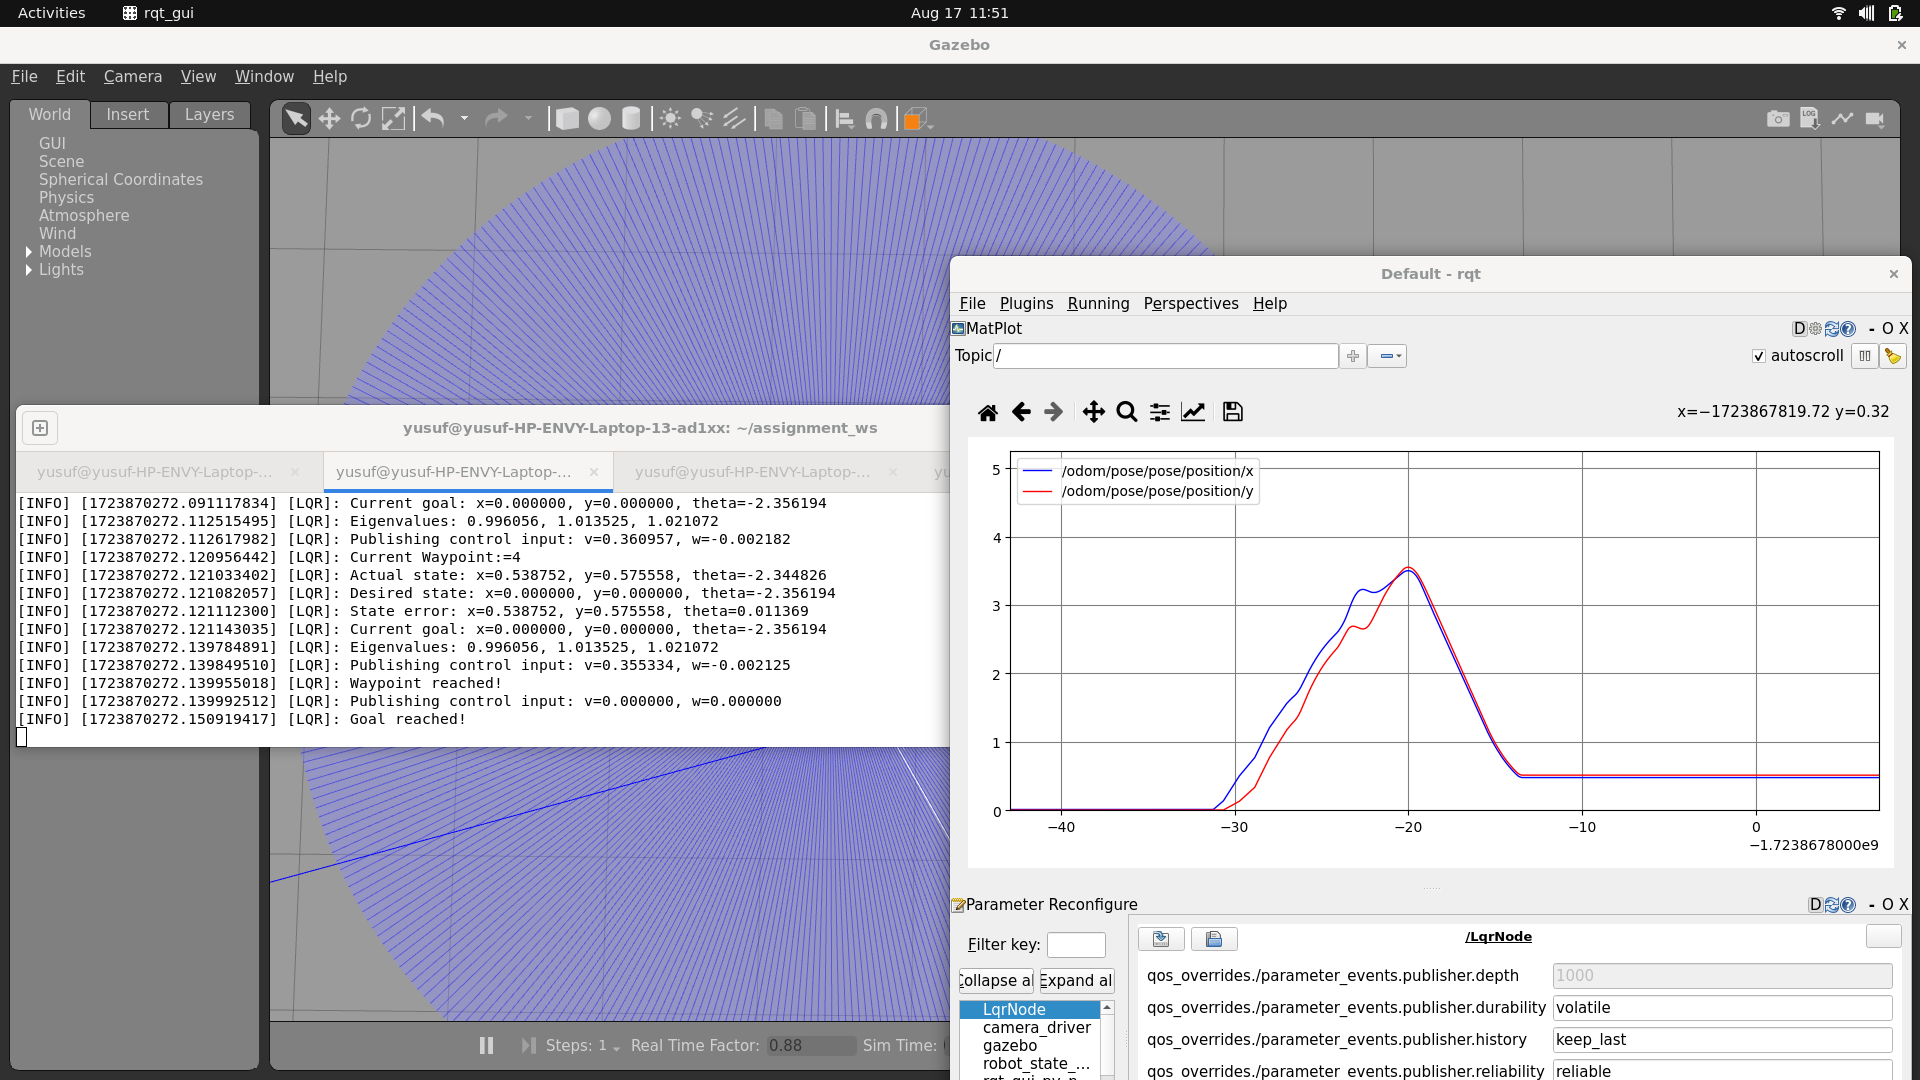 Activities rqt_gui Aug 17 11:51
Gazebo
File Edit Camera View Window Help
World Insert Layers
GUI
Scene
Spherical Coordinates
Physics
Atmosphere
Wind
Models
Lights
LOG
yusuf@yusuf-HP-ENVY-Laptop-13-ad1xx: ~/assignment_ws
yusuf@yusuf-HP-ENVY-Laptop-... yusuf@yusuf-HP-ENVY-Laptop-... yusuf@yusuf-HP-ENVY-Laptop-... yu
[INFO] [1723870272.091117834] [LQR]: Current goal: x=0.000000, y=0.000000, theta=-2.356194
[INFO] [1723870272.112515495] [LQR]: Eigenvalues: 0.996056, 1.013525, 1.021072
[INFO] [1723870272.112617982] [LQR]: Publishing control input: v=0.360957, w=-0.002182
[INFO] [1723870272.120956442] [LQR]: Current Waypoint:=4
[INFO] [1723870272.121033402] [LQR]: Actual state: x=0.538752, y=0.575558, theta=-2.344826
[INFO] [1723870272.121082057] [LQR]: Desired state: x=0.000000, y=0.000000, theta=-2.356194
[INFO] [1723870272.121112300] [LQR]: State error: x=0.538752, y=0.575558, theta=0.011369
[INFO] [1723870272.121143035] [LQR]: Current goal: x=0.000000, y=0.000000, theta=-2.356194
[INFO] [1723870272.139784891] [LQR]: Eigenvalues: 0.996056, 1.013525, 1.021072
[INFO] [1723870272.139849510] [LQR]: Publishing control input: v=0.355334, w=-0.002125
[INFO] [1723870272.139955018] [LQR]: Waypoint reached!
[INFO] [1723870272.139992512] [LQR]: Publishing control input: v=0.000000, w=0.000000
[INFO] [1723870272.150919417] [LQR]: Goal reached!
Steps: 1 Real Time Factor: 0.88 Sim Time:
Default - rqt
File Plugins Running Perspectives Help
MatPlot D - O X
Topic / autoscroll
x=−1723867819.72 y=0.32
/odom/pose/pose/position/x
/odom/pose/pose/position/y
5
4
3
2
1
0
−40 −30 −20 −10 0
−1.7238678000e9
Parameter Reconfigure D - O X
Filter key:
Collapse al Expand al
LqrNode
camera_driver
gazebo
robot_state_...
/LqrNode
qos_overrides./parameter_events.publisher.depth 1000
qos_overrides./parameter_events.publisher.durability volatile
qos_overrides./parameter_events.publisher.history keep_last
qos_overrides./parameter_events.publisher.reliability reliable